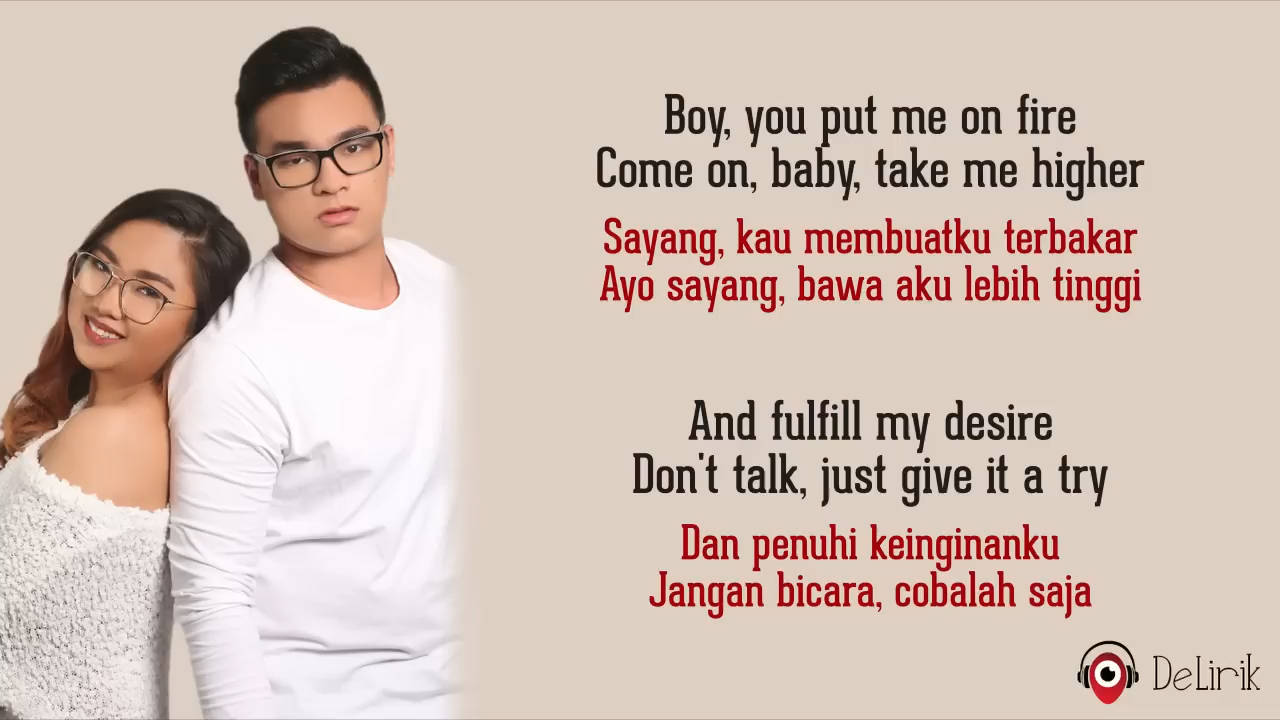 Boy, you put me on fire
Come on, baby, take me higher
Sayang, kau membuatku terbakar
Ayo sayang, bawa aku lebih tinggi
And fulfill my desire
Don't talk, just give it a try
Dan penuhi keinginanku
Jangan bicara, cobalah saja
DeLirik